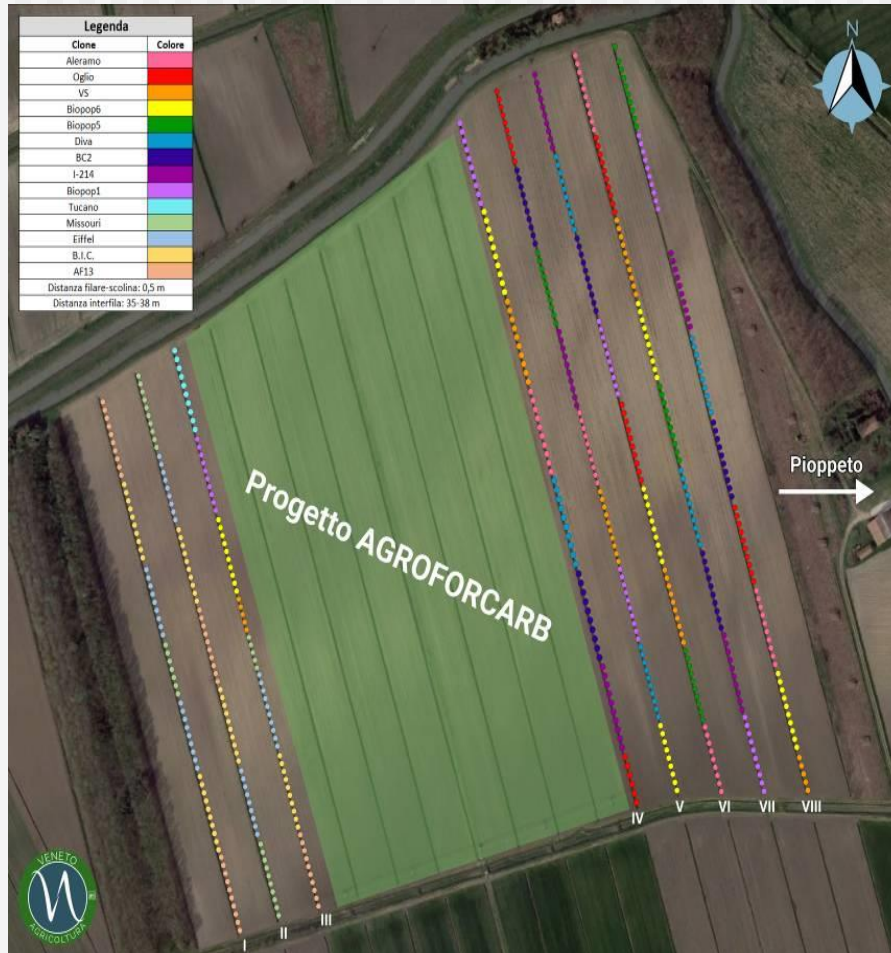 Legenda
Clone Colore
Aleramo
Oglio
VS
Biopop6
Biopop5
Diva
BC2
I-214
Biopop1
Tucano
Missouri
Eiffel
B.I.C.
AF13
Distanza filare-scolina: 0,5 m
Distanza interfila: 35-38 m
N
Pioppeto
Progetto AGROFORCARB
IV V VI VII VIII
I II III
VENETO
AGRICOLTURA